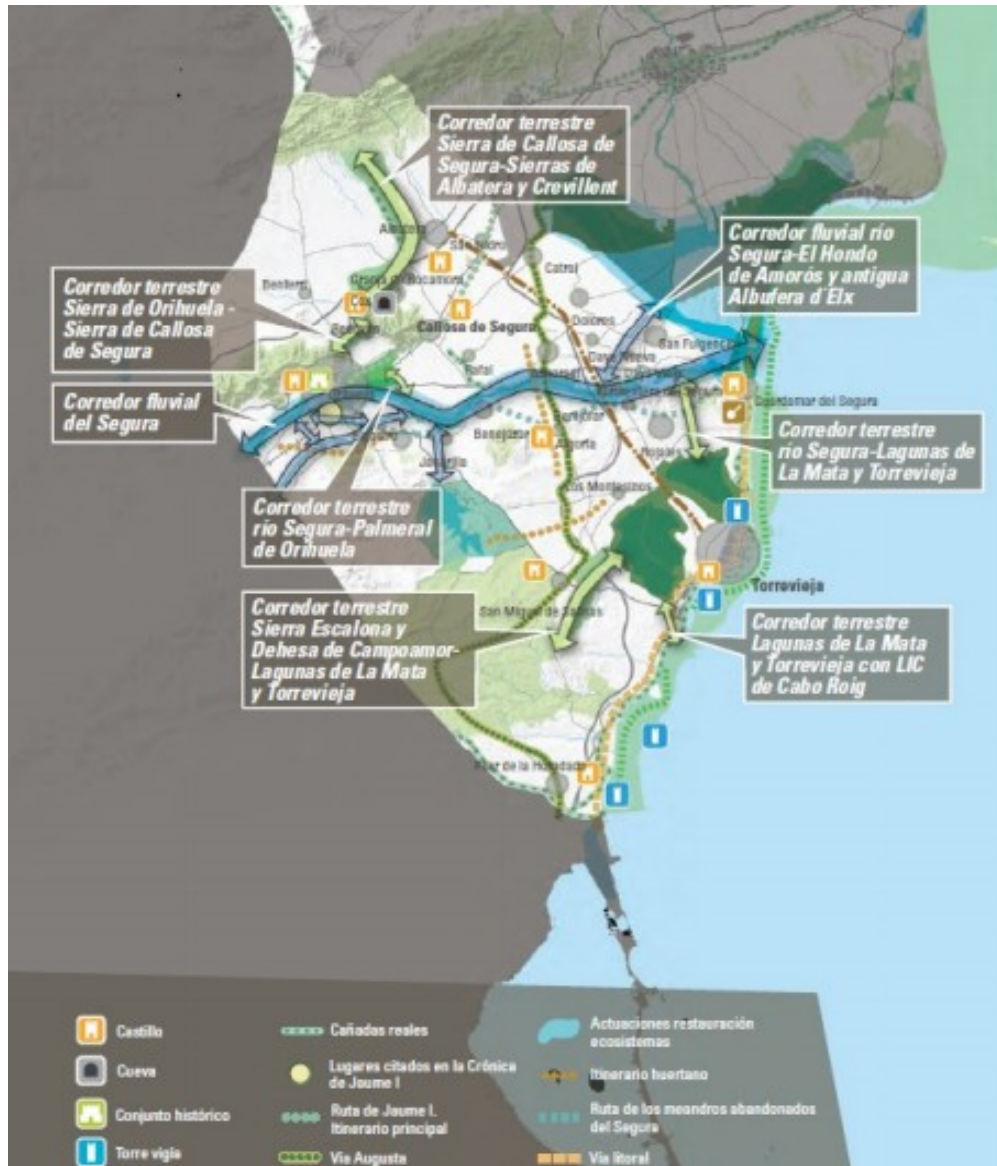 Corredor terrestre
Sierra de Callosa de
Segura-Sierras de
Albatera y Crevillent
Corredor fluvial río
Segura-El Hondo
de Amorós y antigua
Albufera d'Elx
Corredor terrestre
Sierra de Orihuela -
Sierra de Callosa
de Segura
Corredor fluvial
del Segura
Catral
Callosa de Segura
Dolores
San Fulgencio
Rafal
Guardamar del Segura
Benejúzar
Algorfa
Los Montesinos
Corredor terrestre
río Segura-Lagunas de
La Mata y Torrevieja
Corredor terrestre
río Segura-Palmeral
de Orihuela
Torrevieja
San Miguel de Salinas
Corredor terrestre
Sierra Escalona y
Dehesa de Campoamor-
Lagunas de La Mata
y Torrevieja
Corredor terrestre
Lagunas de La Mata
y Torrevieja con LIC
de Cabo Roig
Pilar de la Horadada
Castillo
Cueva
Conjunto histórico
Torre vigía
Cañadas reales
Lugares citados en la Crónica
de Jaume I
Ruta de Jaume I.
Itinerario principal
Via Augusta
Actuaciones restauración
ecosistemas
Itinerario huertano
Ruta de los meandros abandonados
del Segura
Vía litoral